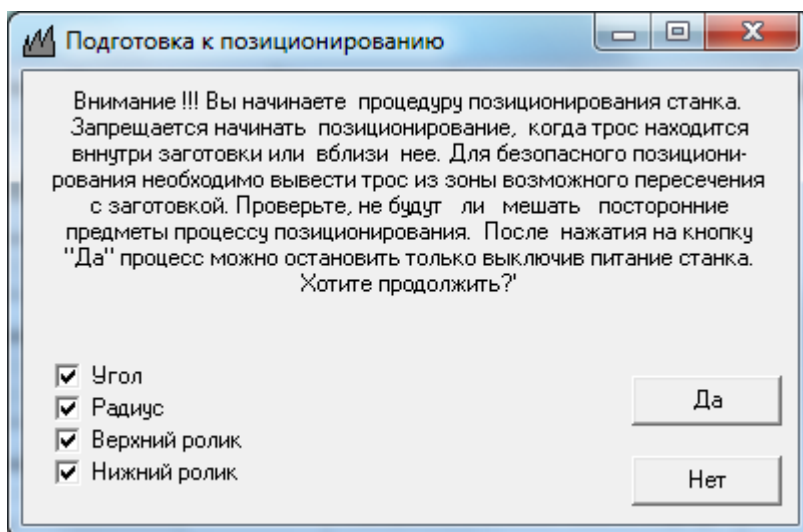 Подготовка к позиционированию
Внимание !!! Вы начинаете процедуру позиционирования станка.
Запрещается начинать позиционирование, когда трос находится
вннутри заготовки или вблизи нее. Для безопасного позициони-
рования необходимо вывести трос из зоны возможного пересечения
с заготовкой. Проверьте, не будут ли мешать посторонние
предметы процессу позиционирования. После нажатия на кнопку
"Да" процесс можно остановить только выключив питание станка.
Хотите продолжить?'
Угол
Радиус
Верхний ролик
Нижний ролик
Да
Нет